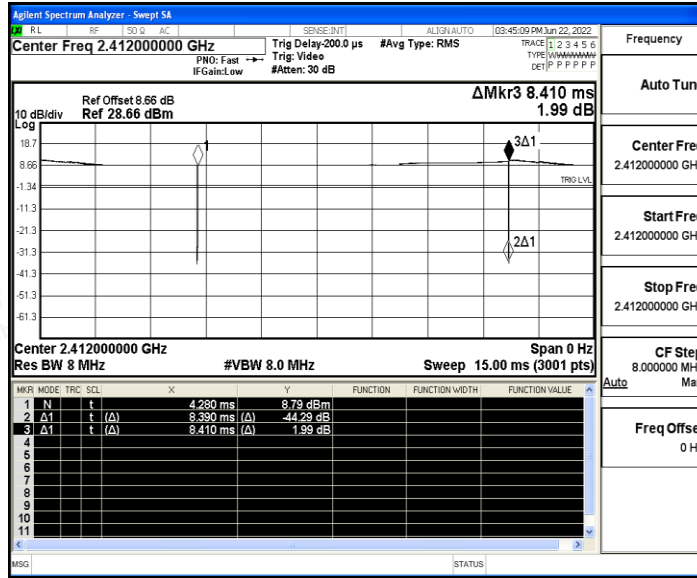 Agilent Spectrum Analyzer - Swept SA
LXI RL RF 50 Ω AC SENSE:INT ALIGNAUTO 03:45:09 PM Jun 22, 2022
Center Freq 2.412000000 GHz
PNO: Fast
IFGain:Low
Trig Delay-200.0 µs
Trig: Video
#Atten: 30 dB
#Avg Type: RMS
TRACE 1 2 3 4 5 6
TYPE WWWWWW
DET P P P P P P
Ref Offset 8.66 dB
10 dB/div Ref 28.66 dBm
Log
ΔMkr3 8.410 ms
1.99 dB
18.7
8.66
-1.34
-11.3
-21.3
-31.3
-41.3
-51.3
-61.3
1
3Δ1
TRIG LVL
2Δ1
Center 2.412000000 GHz Span 0 Hz
Res BW 8 MHz #VBW 8.0 MHz Sweep 15.00 ms (3001 pts)
MKR MODE TRC SCL X Y FUNCTION FUNCTION WIDTH FUNCTION VALUE
1 N t 4.280 ms 8.79 dBm
2 Δ1 t (Δ) 8.390 ms (Δ) -44.29 dB
3 Δ1 t (Δ) 8.410 ms (Δ) 1.99 dB
4
5
6
7
8
9
10
11
MSG STATUS
Frequency
Auto Tun
Center Fre
2.412000000 GH
Start Fre
2.412000000 GH
Stop Fre
2.412000000 GH
CF Step
8.000000 MH
Auto Ma
Freq Offse
0 H